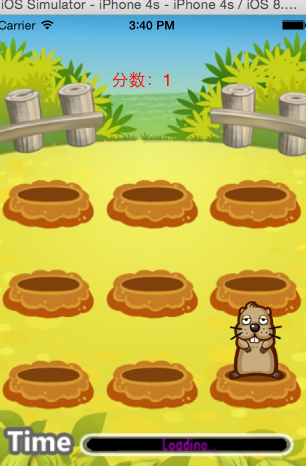 iOS Simulator - iPhone 4s - iPhone 4s / iOS 8....
Carrier 3:40 PM
分数：1
Time Loading...